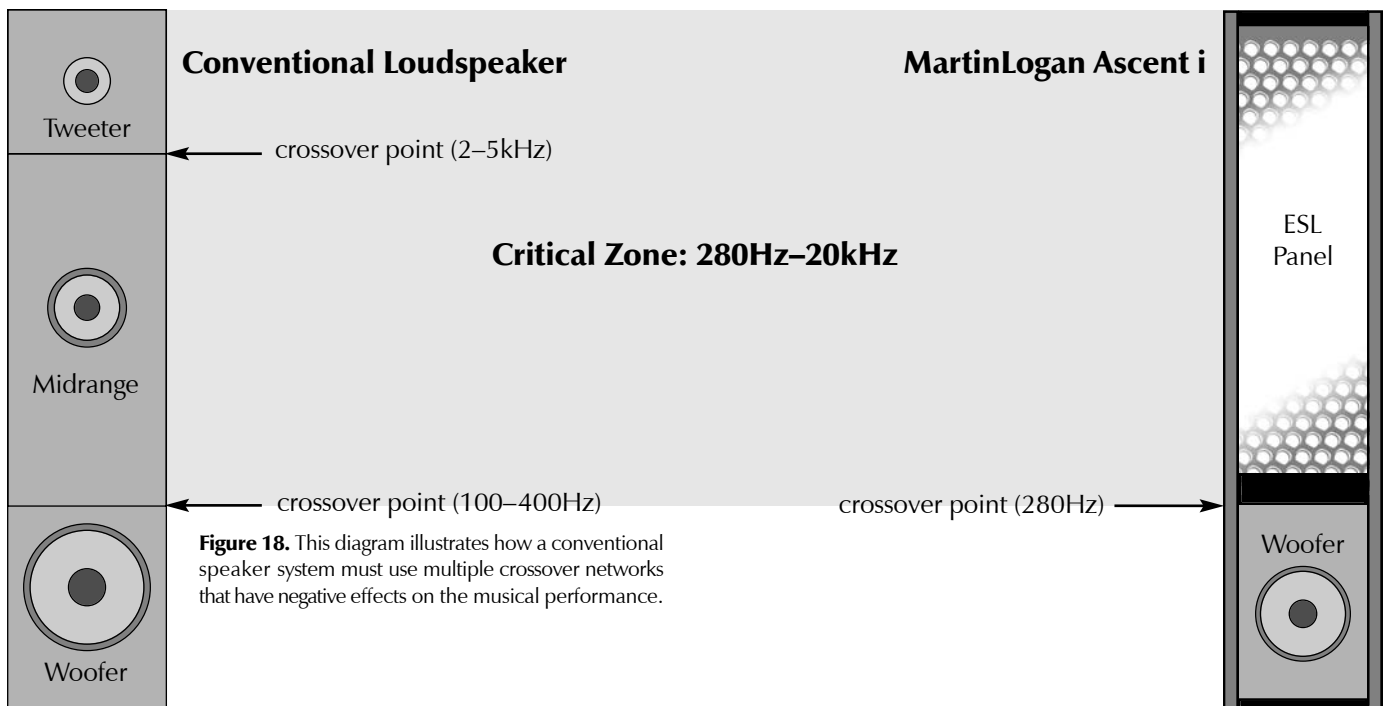 Conventional Loudspeaker
MartinLogan Ascent i
Tweeter
crossover point (2–5kHz)
ESL
Panel
Critical Zone: 280Hz–20kHz
Midrange
crossover point (100–400Hz)
crossover point (280Hz)
Figure 18. This diagram illustrates how a conventional
speaker system must use multiple crossover networks
that have negative effects on the musical performance.
Woofer
Woofer